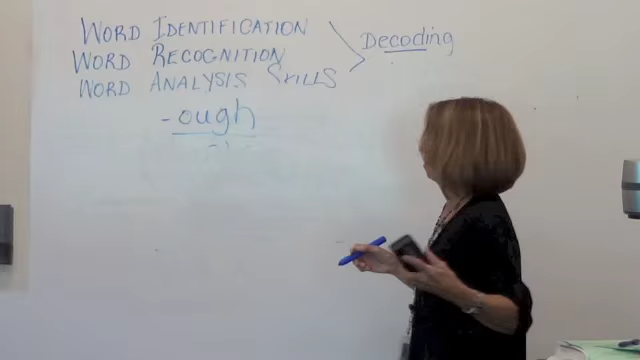 WORD IDENTIFICATION
Decoding
WORD RECOGNITION
WORD ANALYSIS SKILLS
-ough